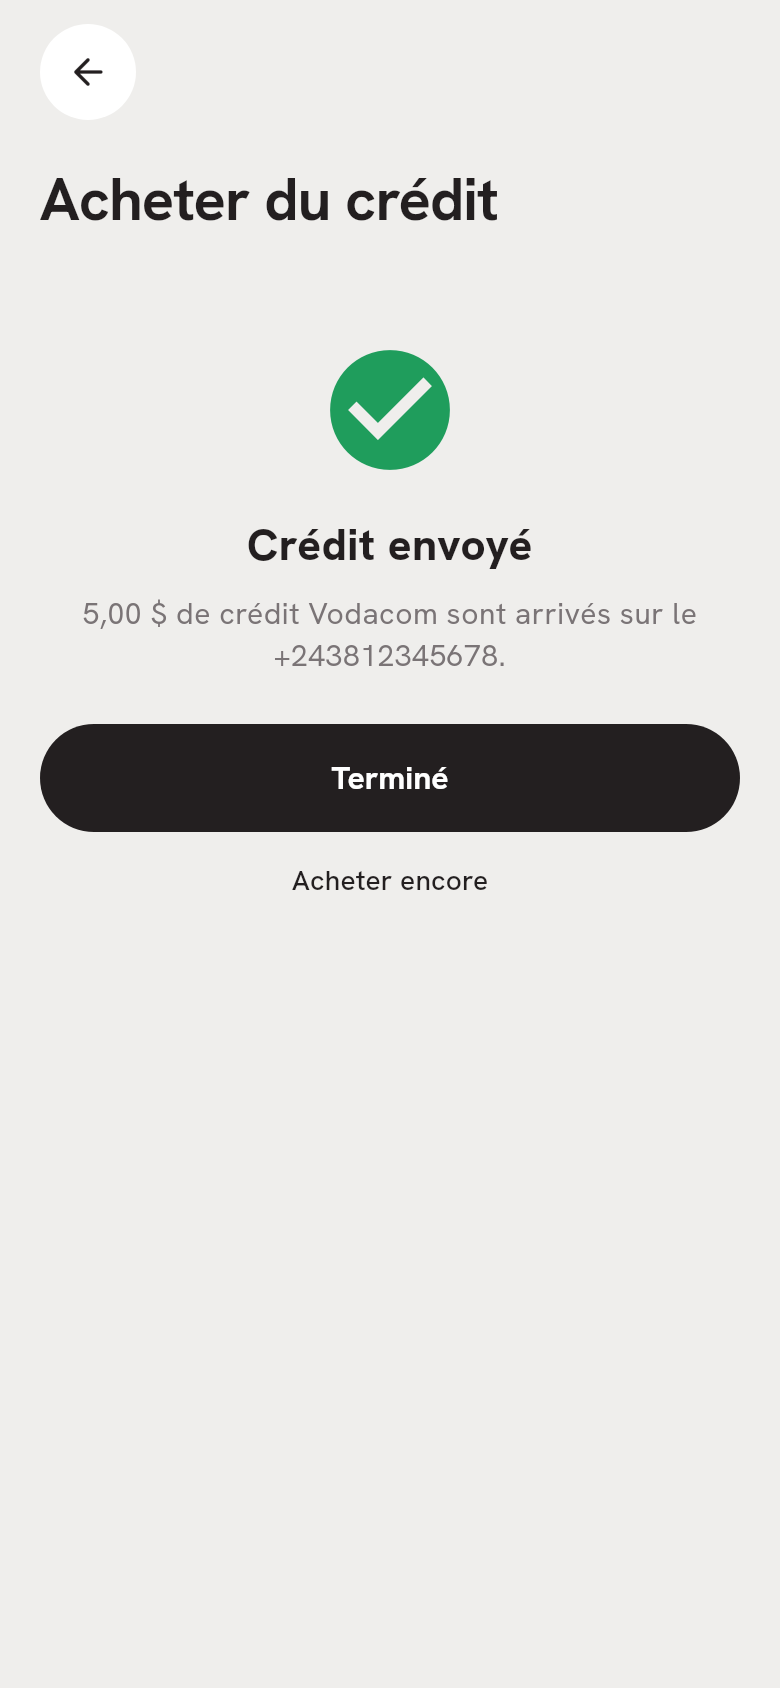 Acheter du crédit
Crédit envoyé
5,00 $ de crédit Vodacom sont arrivés sur le
+243812345678.
Terminé
Acheter encore